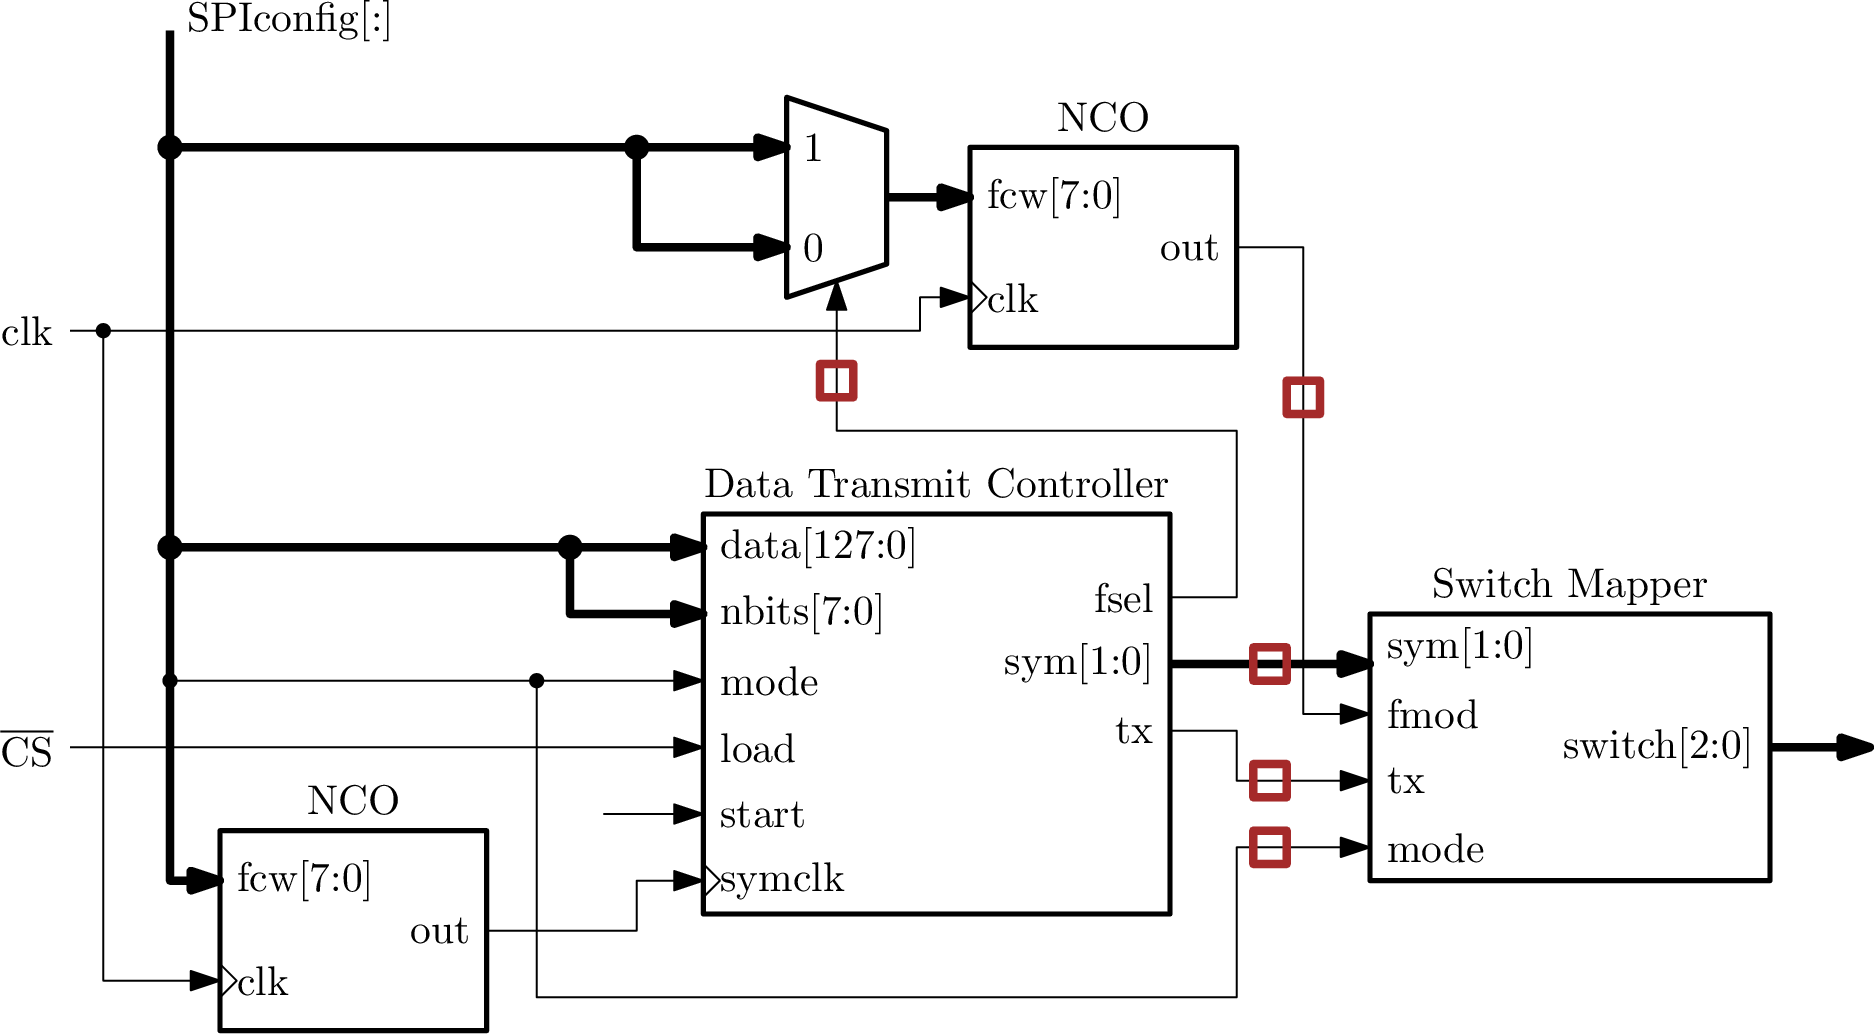 SPIconfig[:]
NCO
1
fcw[7:0]
0
out
clk
clk
Data Transmit Controller
data[127:0]
nbits[7:0]
fsel
sym[1:0]
mode
tx
load
start
symclk
Switch Mapper
sym[1:0]
fmod
switch[2:0]
tx
mode
CS
NCO
fcw[7:0]
out
clk